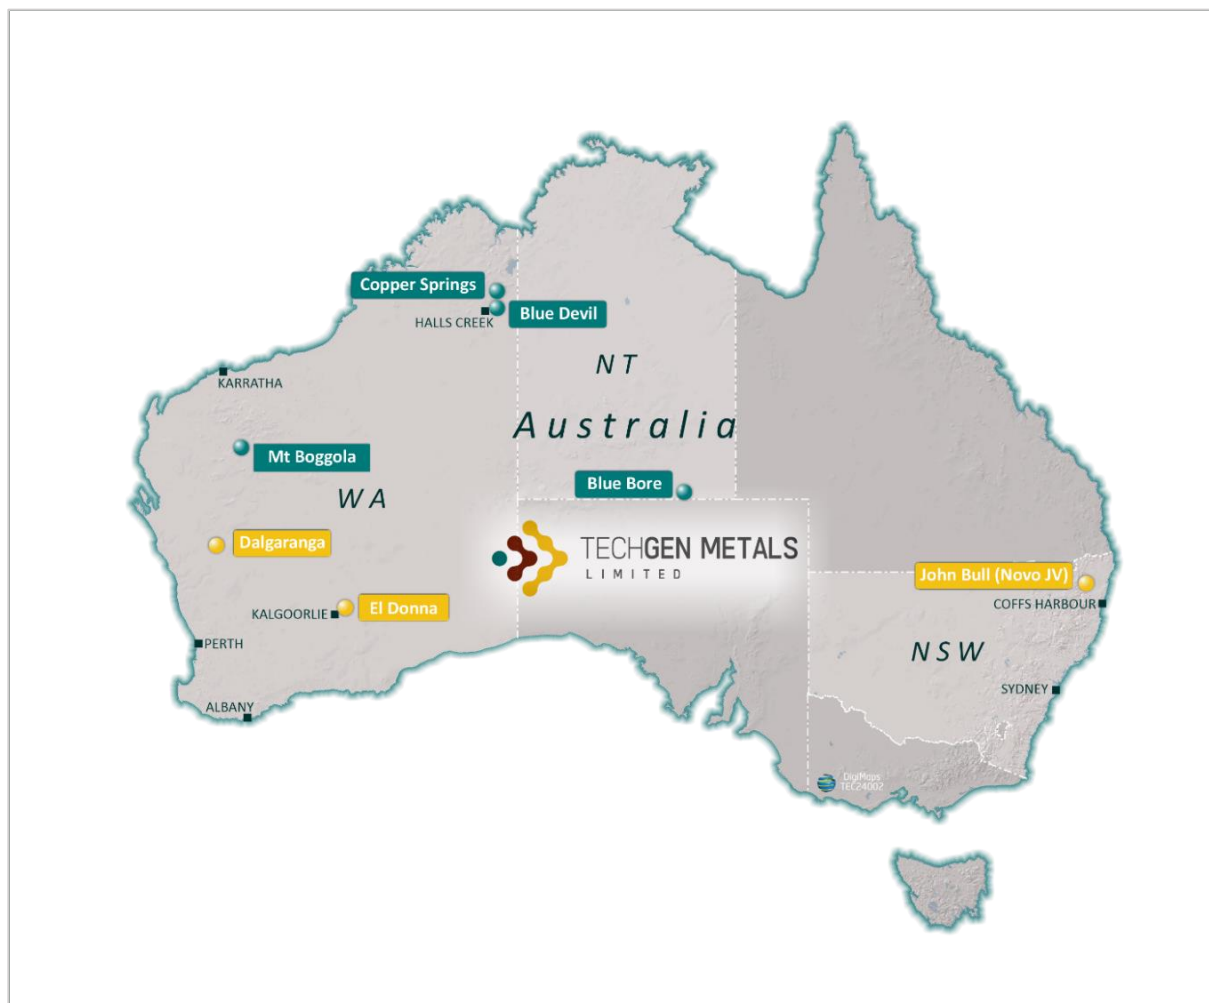 Copper Springs
HALLS CREEK
Blue Devil
NT
KARRATHA
Australia
Mt Boggola
WA
Blue Bore
TECHGEN METALS
LIMITED
Dalgaranga
John Bull (Novo JV)
COFFS HARBOUR
KALGOORLIE
El Donna
PERTH
NSW
SYDNEY
ALBANY
DigiMaps
TEC24002